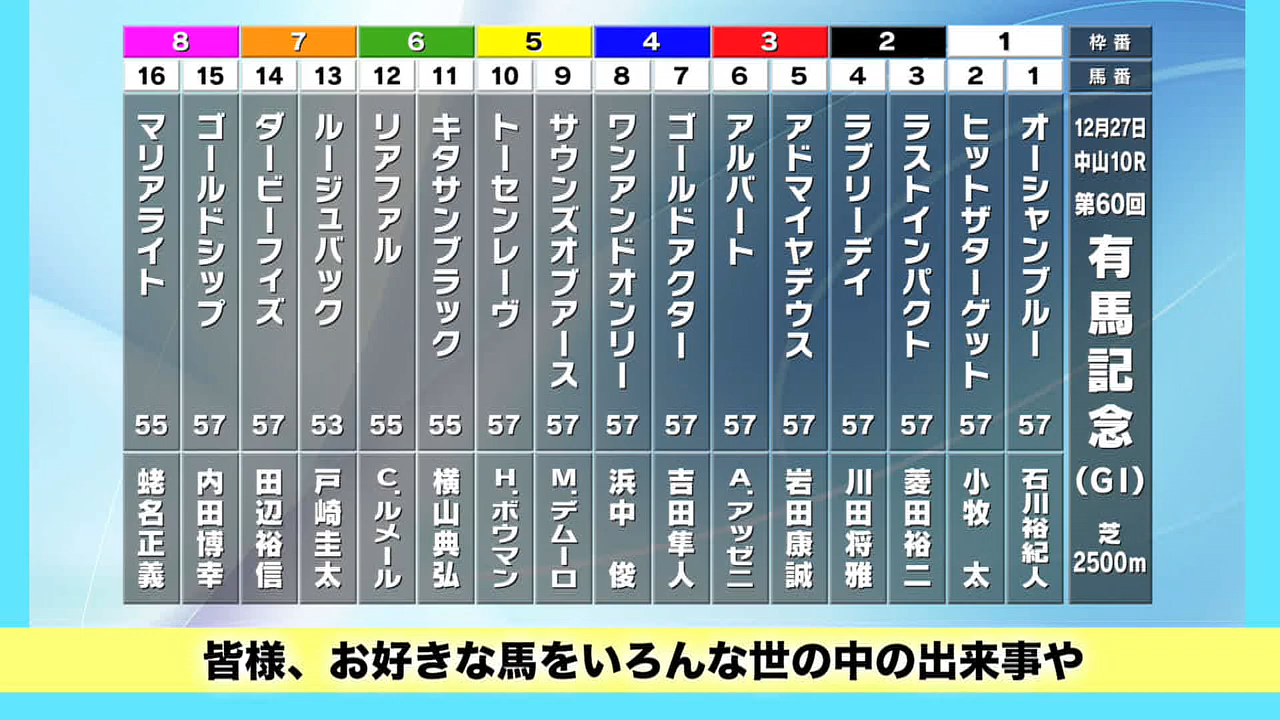 枠番
馬番
12月27日
中山10R
第60回
有馬記念
(GI)
芝
2500m
1
1
オーシャンブルー
57
石川裕紀人
2
ヒットザターゲット
57
小牧 太
2
3
ラストインパクト
57
菱田裕二
4
ラブリーデイ
57
川田将雅
3
5
アドマイヤデウス
57
岩田康誠
6
アルバート
57
A.アッゼニ
4
7
ゴールドアクター
57
吉田隼人
8
ワンアンドオンリー
57
浜中 俊
5
9
サウンズオブアース
57
M.デムーロ
10
トーセンレーヴ
57
H.ボウマン
6
11
キタサンブラック
55
横山典弘
12
リアファル
55
C.ルメール
7
13
ルージュバック
53
戸崎圭太
14
ダービーフィズ
57
田辺裕信
8
15
ゴールドシップ
57
内田博幸
16
マリアライト
55
蛯名正義
皆様、お好きな馬をいろんな世の中の出来事や